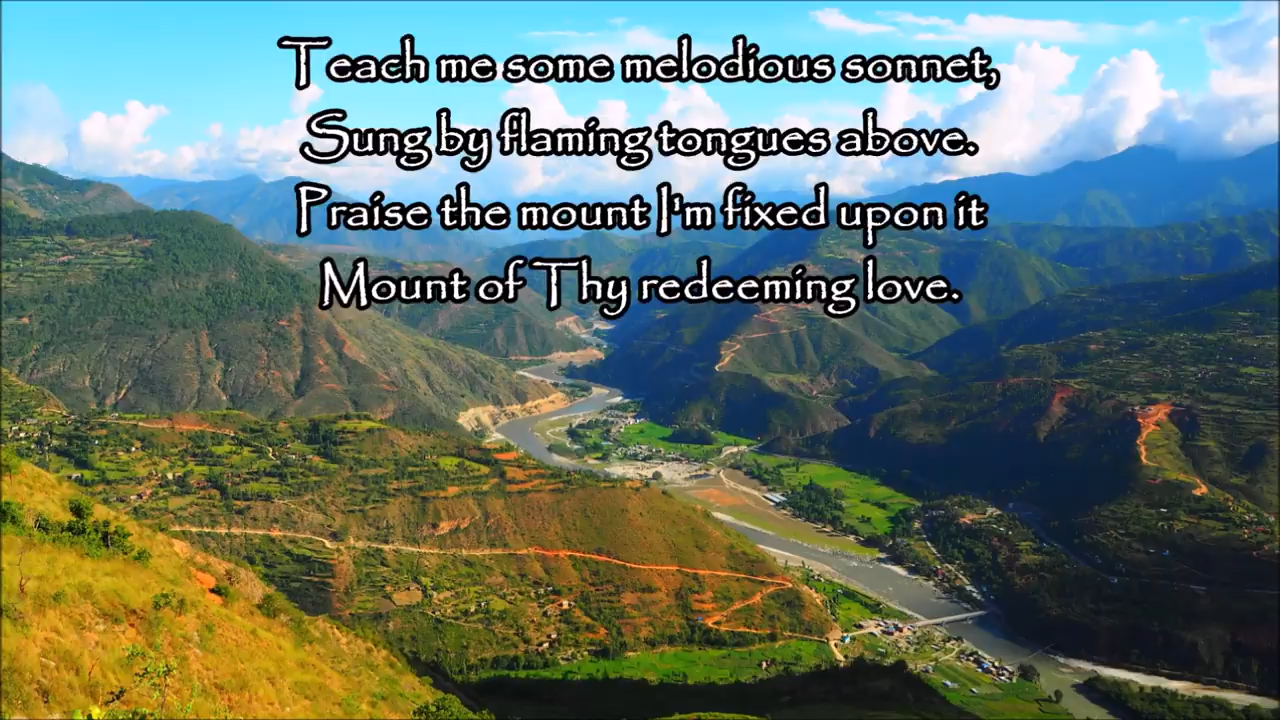 Teach me some melodious sonnet,
Sung by flaming tongues above.
Praise the mount I'm fixed upon it
Mount of Thy redeeming love.